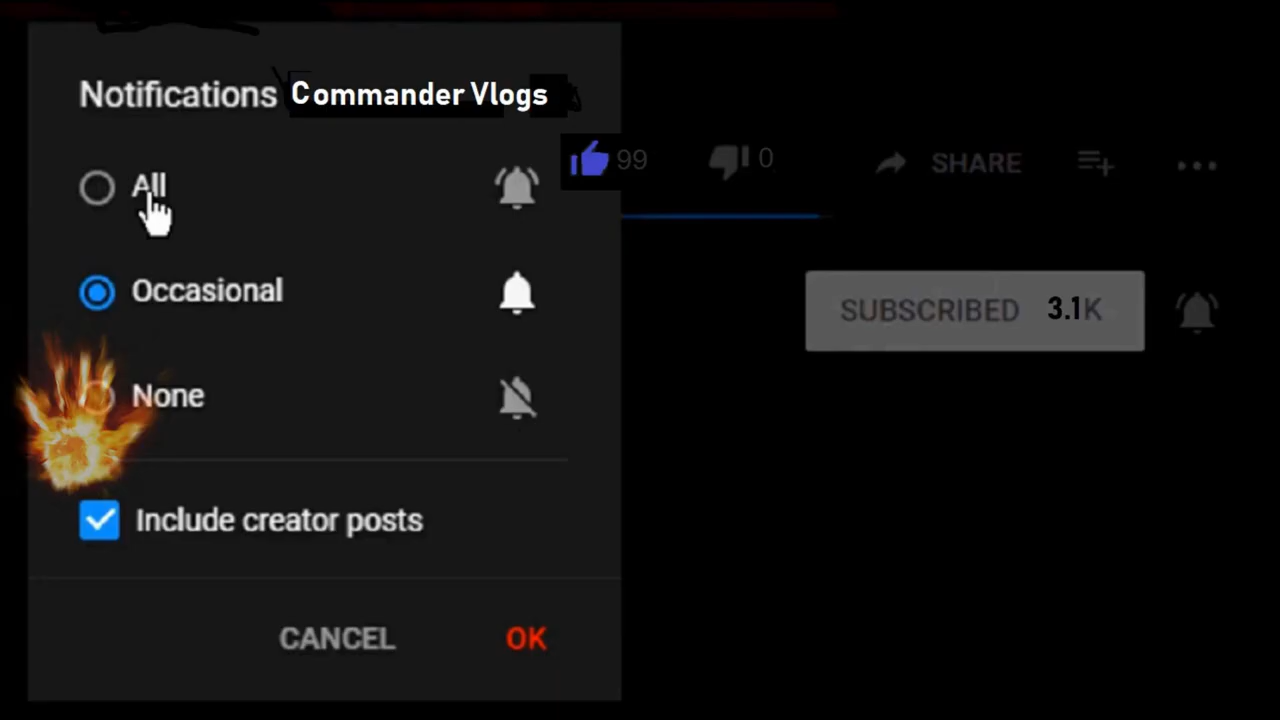 Notifications Commander Vlogs
All
Occasional
None
Include creator posts
CANCEL OK
99 0 SHARE
SUBSCRIBED 3.1K